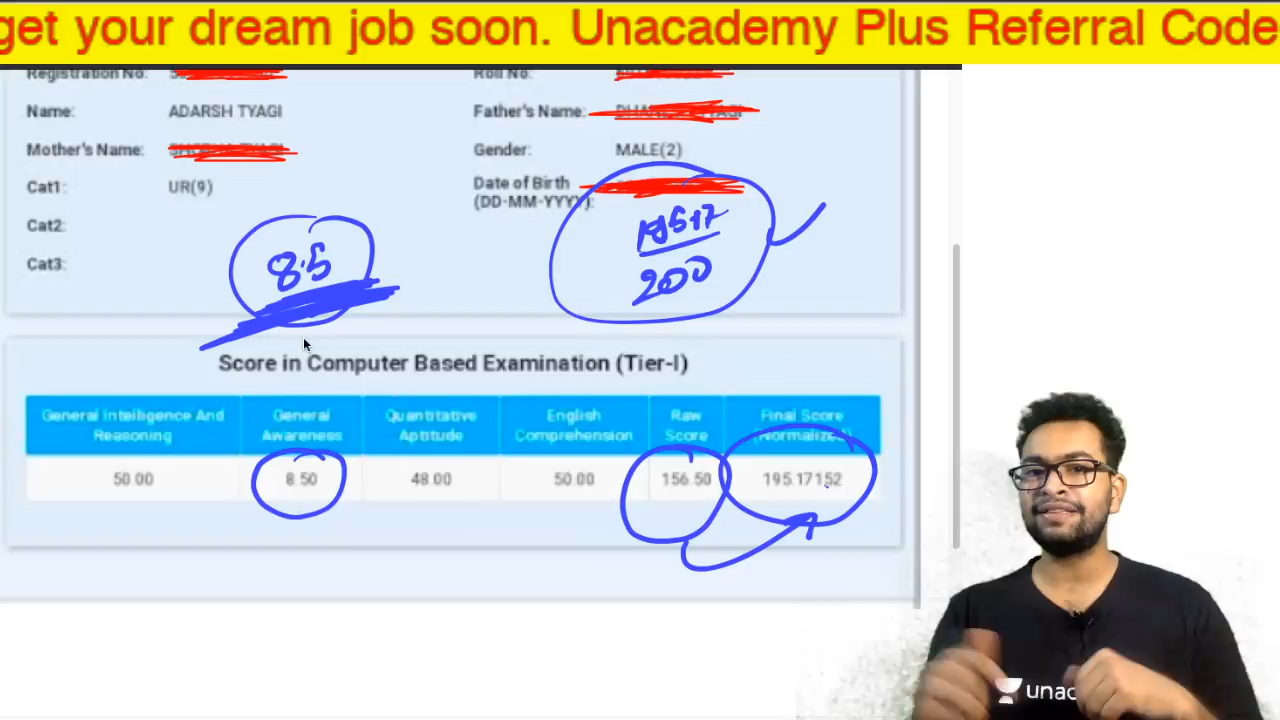 get your dream job soon. Unacademy Plus Referral Code
Registration No: Roll No:
Name: ADARSH TYAGI Father's Name:
Mother's Name: Gender: MALE(2)
Cat1: UR(9) Date of Birth
(DD-MM-YYYY):
Cat2:
Cat3:
8.5
195.17
200
Score in Computer Based Examination (Tier-I)
General Intelligence And Reasoning General Awareness Quantitative Aptitude English Comprehension Raw Score Final Score (Normalized)
50.00 8.50 48.00 50.00 156.50 195.17152
unac